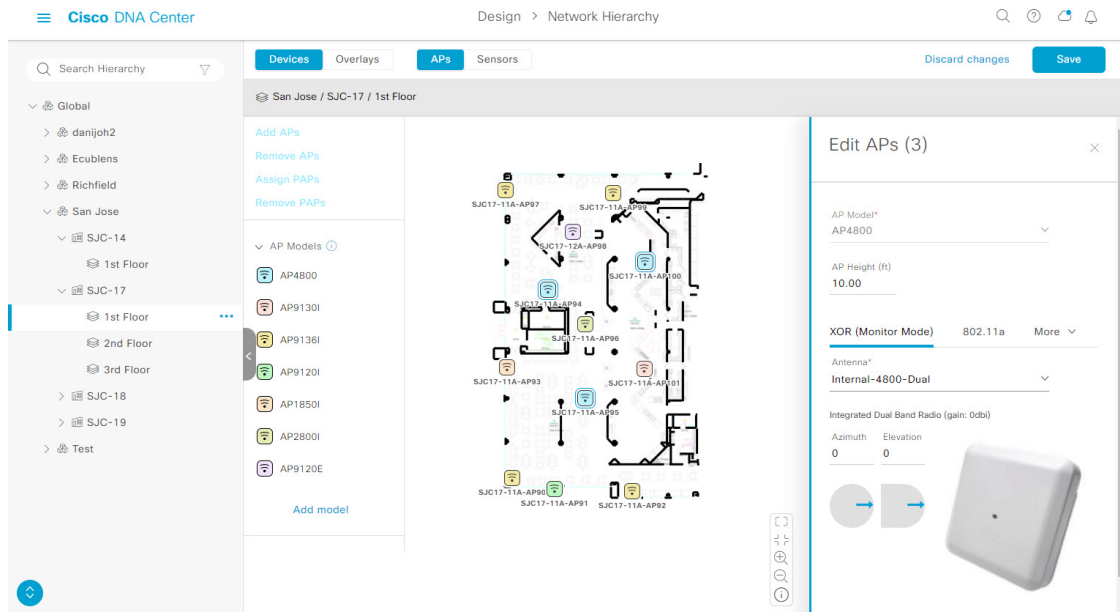 Cisco DNA Center
Design > Network Hierarchy
Search Hierarchy
Global
danijoh2
Ecublens
Richfield
San Jose
SJC-14
1st Floor
SJC-17
1st Floor
2nd Floor
3rd Floor
SJC-18
SJC-19
Test
Devices Overlays APs Sensors Discard changes Save
San Jose / SJC-17 / 1st Floor
Add APs
Remove APs
Assign PAPs
Remove PAPs
AP Models
AP4800
AP9130I
AP9136I
AP9120I
AP1850I
AP2800I
AP9120E
Add model
SJC17-11A-AP97
SJC17-11A-AP99
SJC17-12A-AP98
SJC17-11A-AP100
SJC17-11A-AP94
SJC17-11A-AP96
SJC17-11A-AP93
SJC17-11A-AP101
SJC17-11A-AP95
SJC17-11A-AP90
SJC17-11A-AP91
SJC17-11A-AP92
Edit APs (3)
AP Model*
AP4800
AP Height (ft)
10.00
XOR (Monitor Mode) 802.11a More
Antenna*
Internal-4800-Dual
Integrated Dual Band Radio (gain: 0dbi)
Azimuth Elevation
0 0